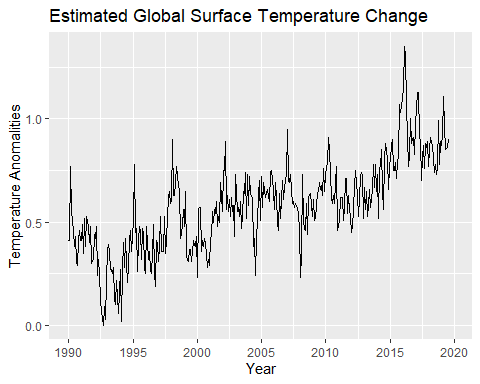 Estimated Global Surface Temperature Change
Temperature Anomalities
1.0
0.5
0.0
1990 1995 2000 2005 2010 2015 2020
Year